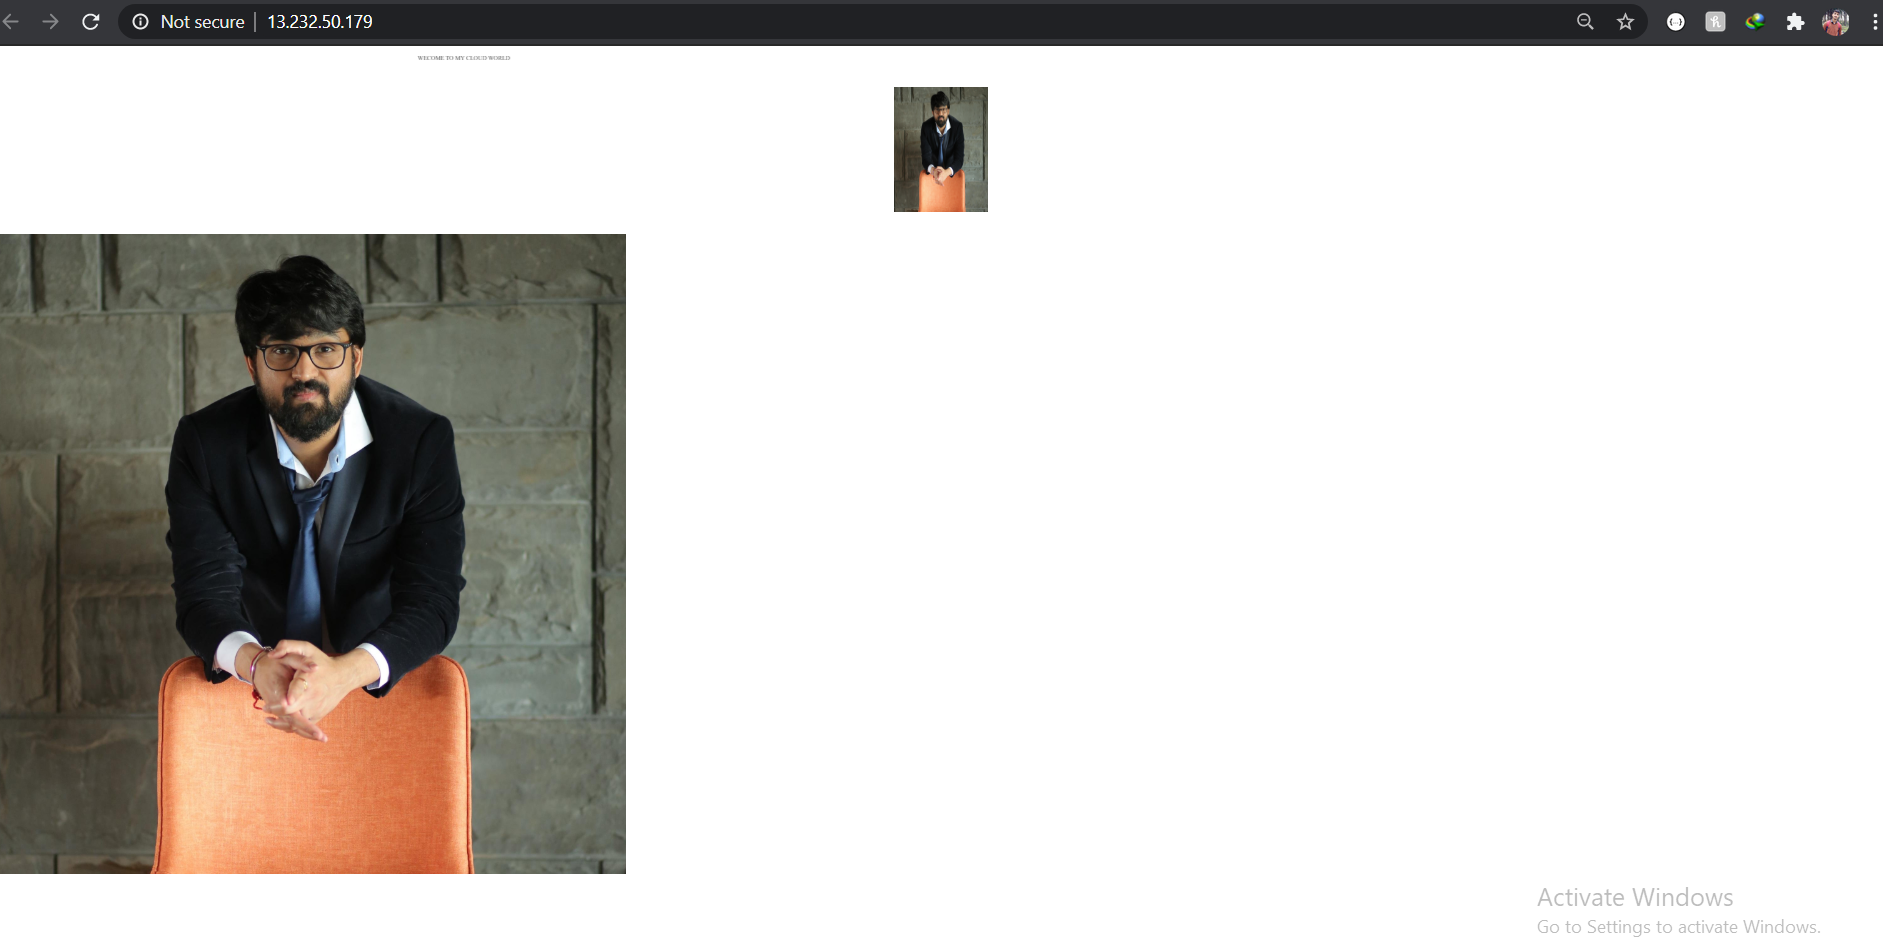 Not secure | 13.232.50.179
WECOME TO MY CLOUD WORLD
Activate Windows
Go to Settings to activate Windows.